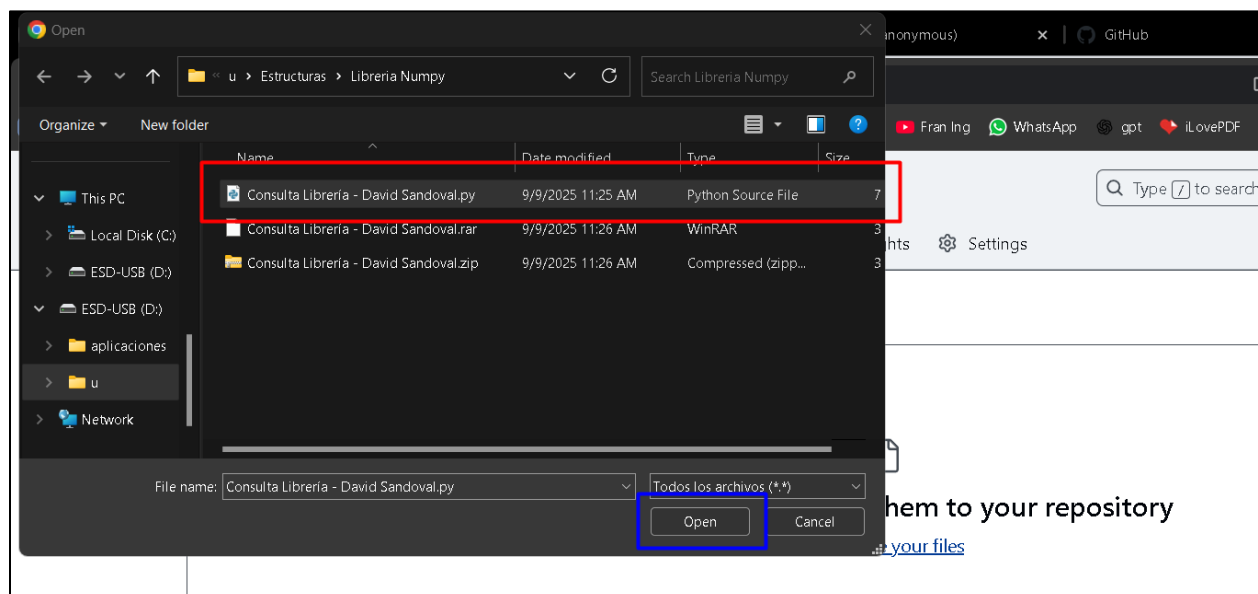 Open
anonymous)
GitHub
« u > Estructuras > Libreria Numpy
Search Libreria Numpy
Organize
New folder
Fran Ing
WhatsApp
gpt
iLovePDF
Name
Date modified
Type
Size
This PC
Consulta Librería - David Sandoval.py
9/9/2025 11:25 AM
Python Source File
7
Type / to search
Local Disk (C:)
Consulta Librería - David Sandoval.rar
9/9/2025 11:26 AM
WinRAR
3
hts
Settings
ESD-USB (D:)
Consulta Librería - David Sandoval.zip
9/9/2025 11:26 AM
Compressed (zipp...
3
ESD-USB (D:)
aplicaciones
u
Network
File name:
Consulta Librería - David Sandoval.py
Todos los archivos (*.*)
Open
Cancel
hem to your repository
your files